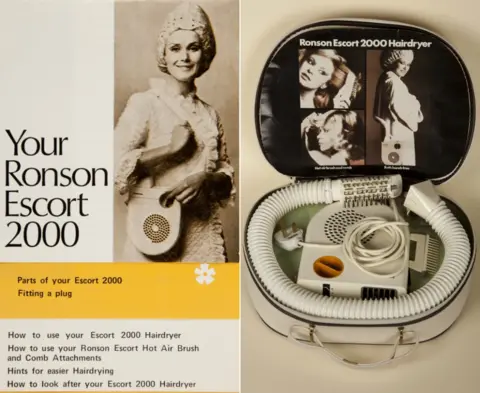 Your
Ronson
Escort
2000
Parts of your Escort 2000
Fitting a plug
How to use your Escort 2000 Hairdryer
How to use your Ronson Escort Hot Air Brush
and Comb Attachments
Hints for easier Hairdrying
How to look after your Escort 2000 Hairdryer
Ronson Escort 2000 Hairdryer